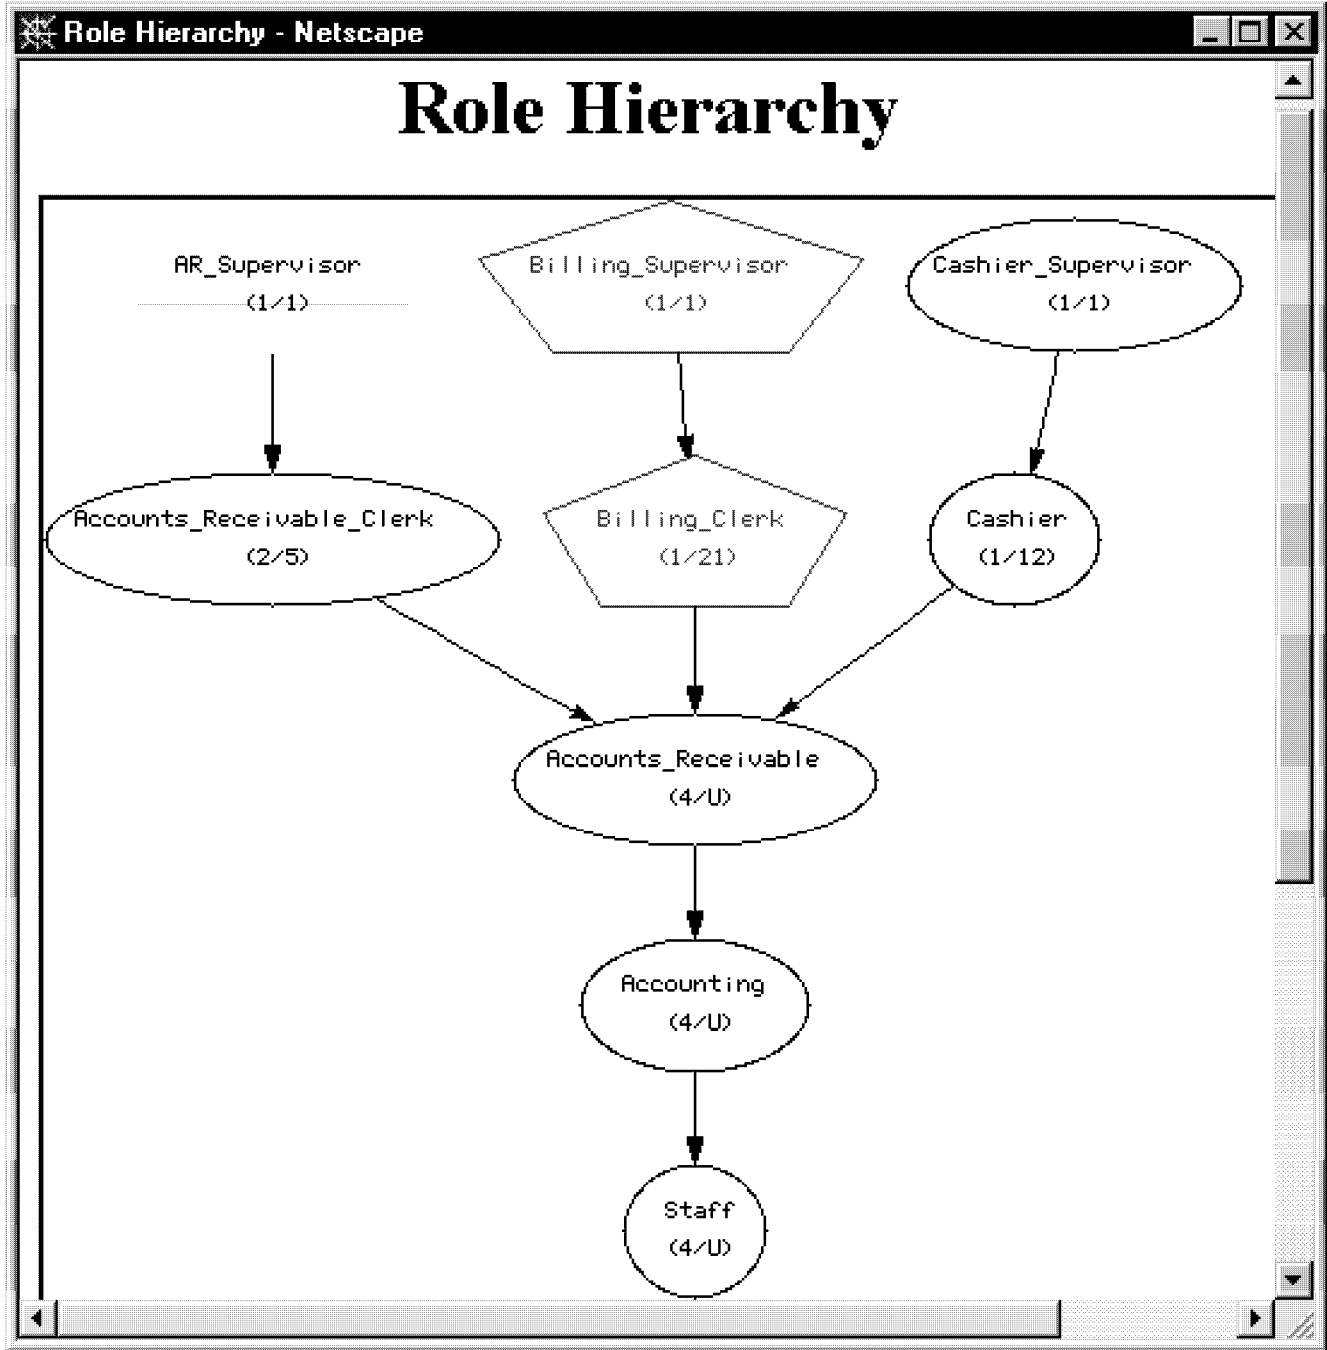 Role Hierarchy - Netscape
Role Hierarchy
AR_Supervisor
(1/1)
Billing_Supervisor
(1/1)
Cashier_Supervisor
(1/1)
Accounts_Receivable_Clerk
(2/5)
Billing_Clerk
(1/21)
Cashier
(1/12)
Accounts_Receivable
(4/U)
Accounting
(4/U)
Staff
(4/U)